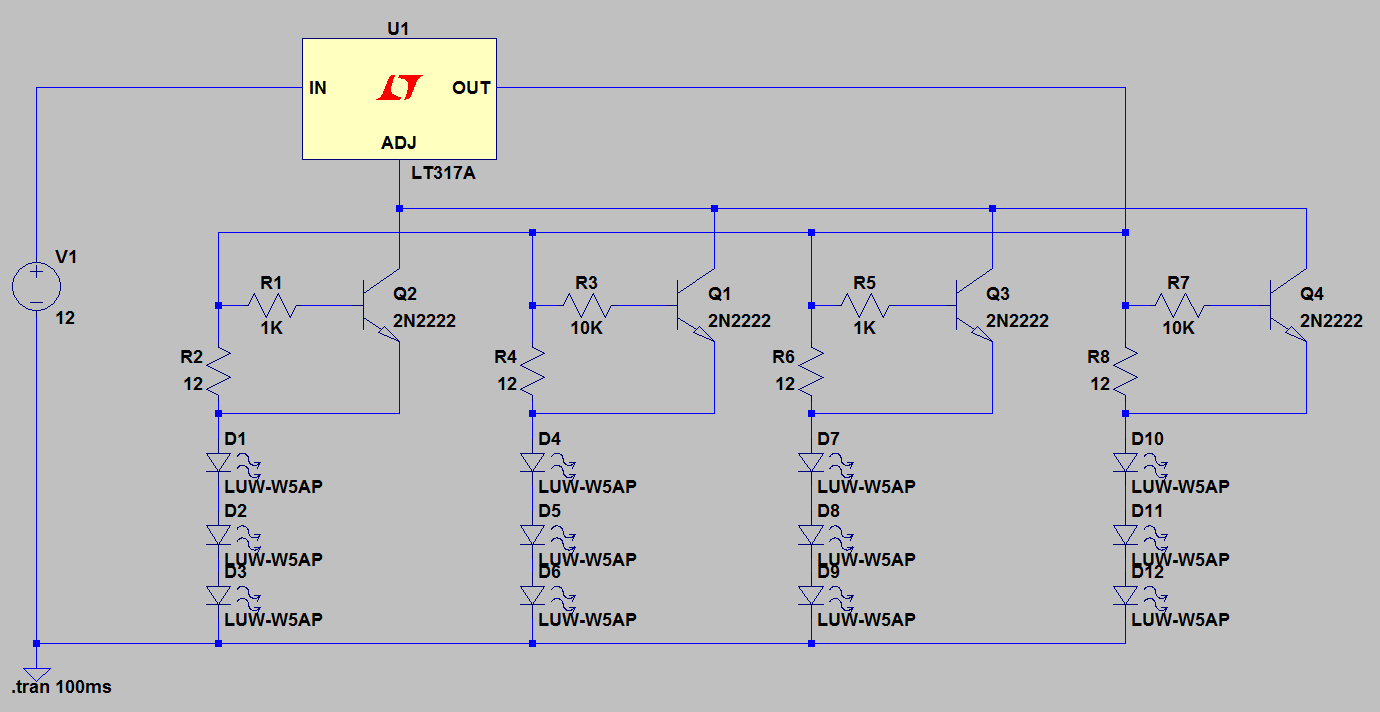 U1
IN
OUT
ADJ
LT317A
V1
12
R1
1K
Q2
2N2222
R3
10K
Q1
2N2222
R5
1K
Q3
2N2222
R7
10K
Q4
2N2222
R2
12
R4
12
R6
12
R8
12
D1
LUW-W5AP
D4
LUW-W5AP
D7
LUW-W5AP
D10
LUW-W5AP
D2
LUW-W5AP
D5
LUW-W5AP
D8
LUW-W5AP
D11
LUW-W5AP
D3
LUW-W5AP
D6
LUW-W5AP
D9
LUW-W5AP
D12
LUW-W5AP
.tran 100ms